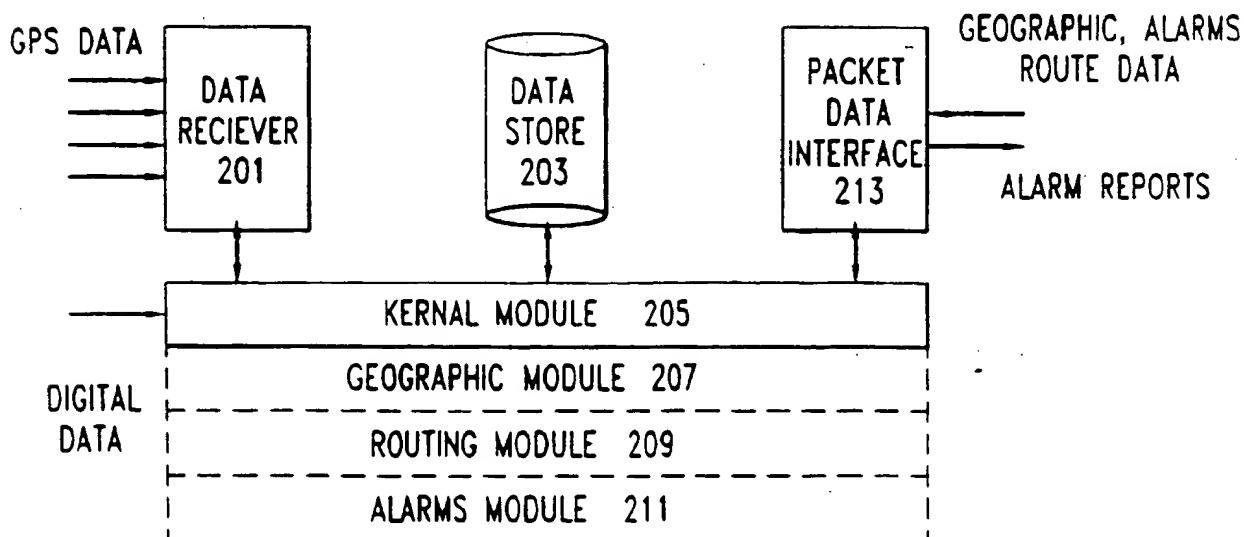 GPS DATA
DATA
RECIEVER
201
DATA
STORE
203
PACKET
DATA
INTERFACE
213
GEOGRAPHIC, ALARMS
ROUTE DATA
ALARM REPORTS
KERNAL MODULE 205
GEOGRAPHIC MODULE 207
DIGITAL
DATA
ROUTING MODULE 209
ALARMS MODULE 211